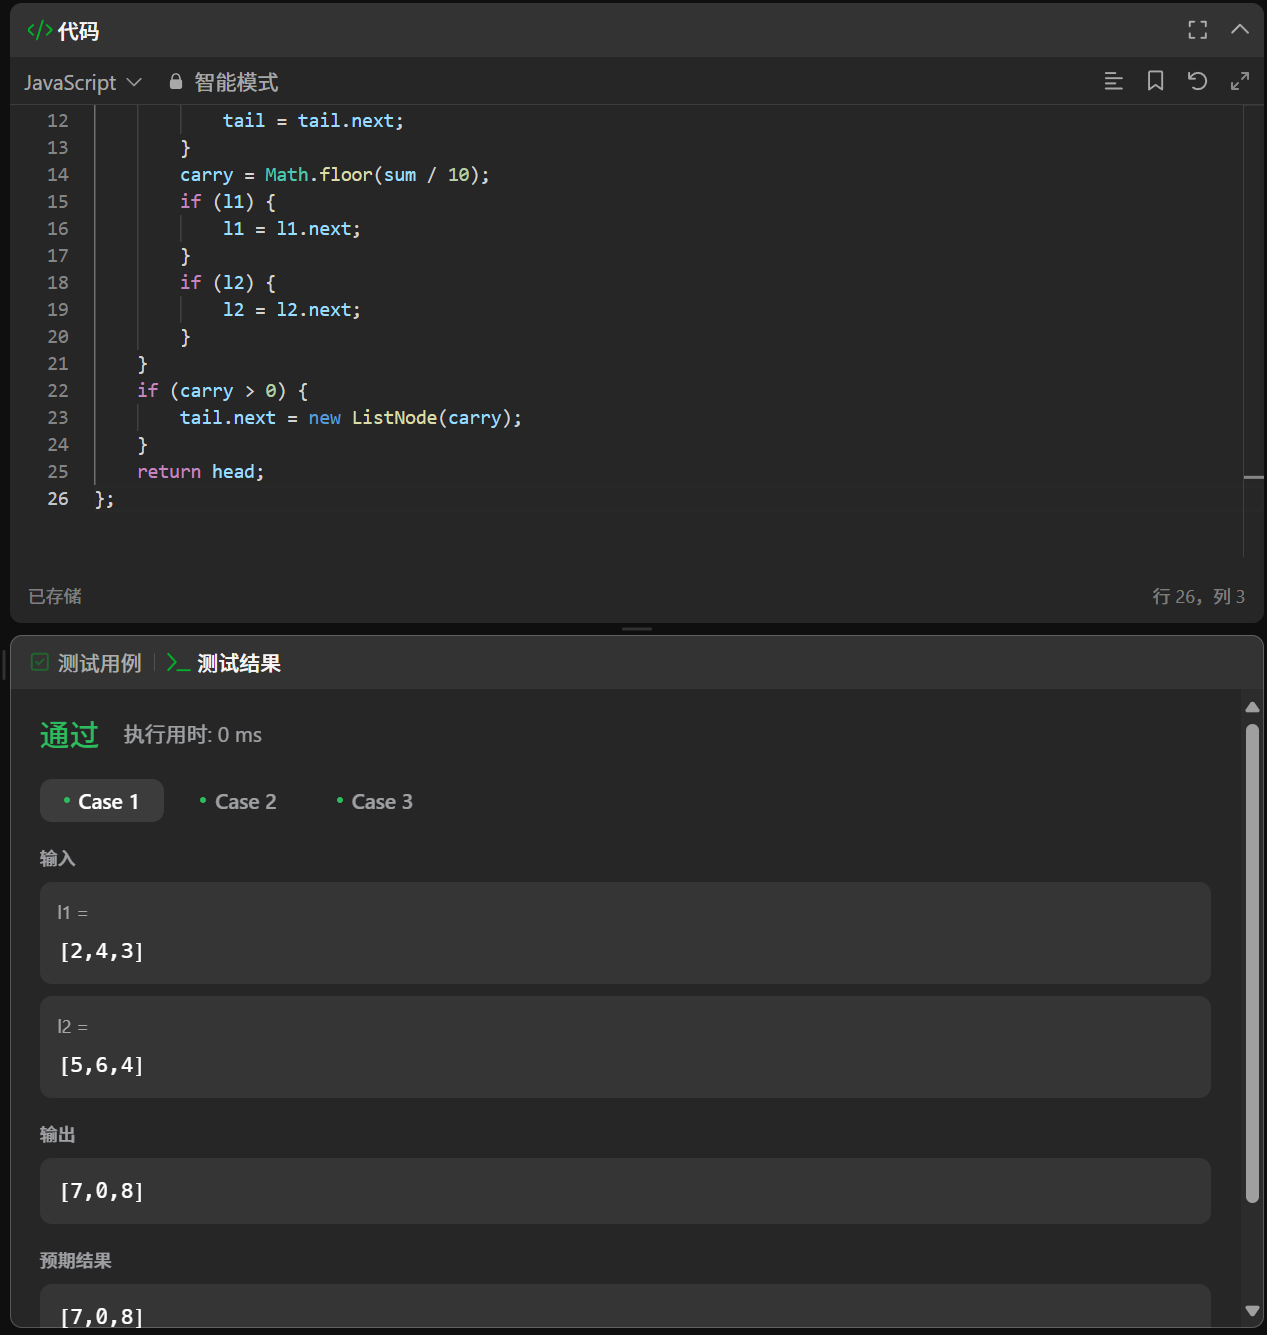 </> 代码
JavaScript 智能模式
12 tail = tail.next;
13 }
14 carry = Math.floor(sum / 10);
15 if (l1) {
16 l1 = l1.next;
17 }
18 if (l2) {
19 l2 = l2.next;
20 }
21 }
22 if (carry > 0) {
23 tail.next = new ListNode(carry);
24 }
25 return head;
26 };
已存储 行 26，列 3
测试用例 >_ 测试结果
通过 执行用时: 0 ms
Case 1 Case 2 Case 3
输入
l1 =
[2,4,3]
l2 =
[5,6,4]
输出
[7,0,8]
预期结果
[7,0,8]